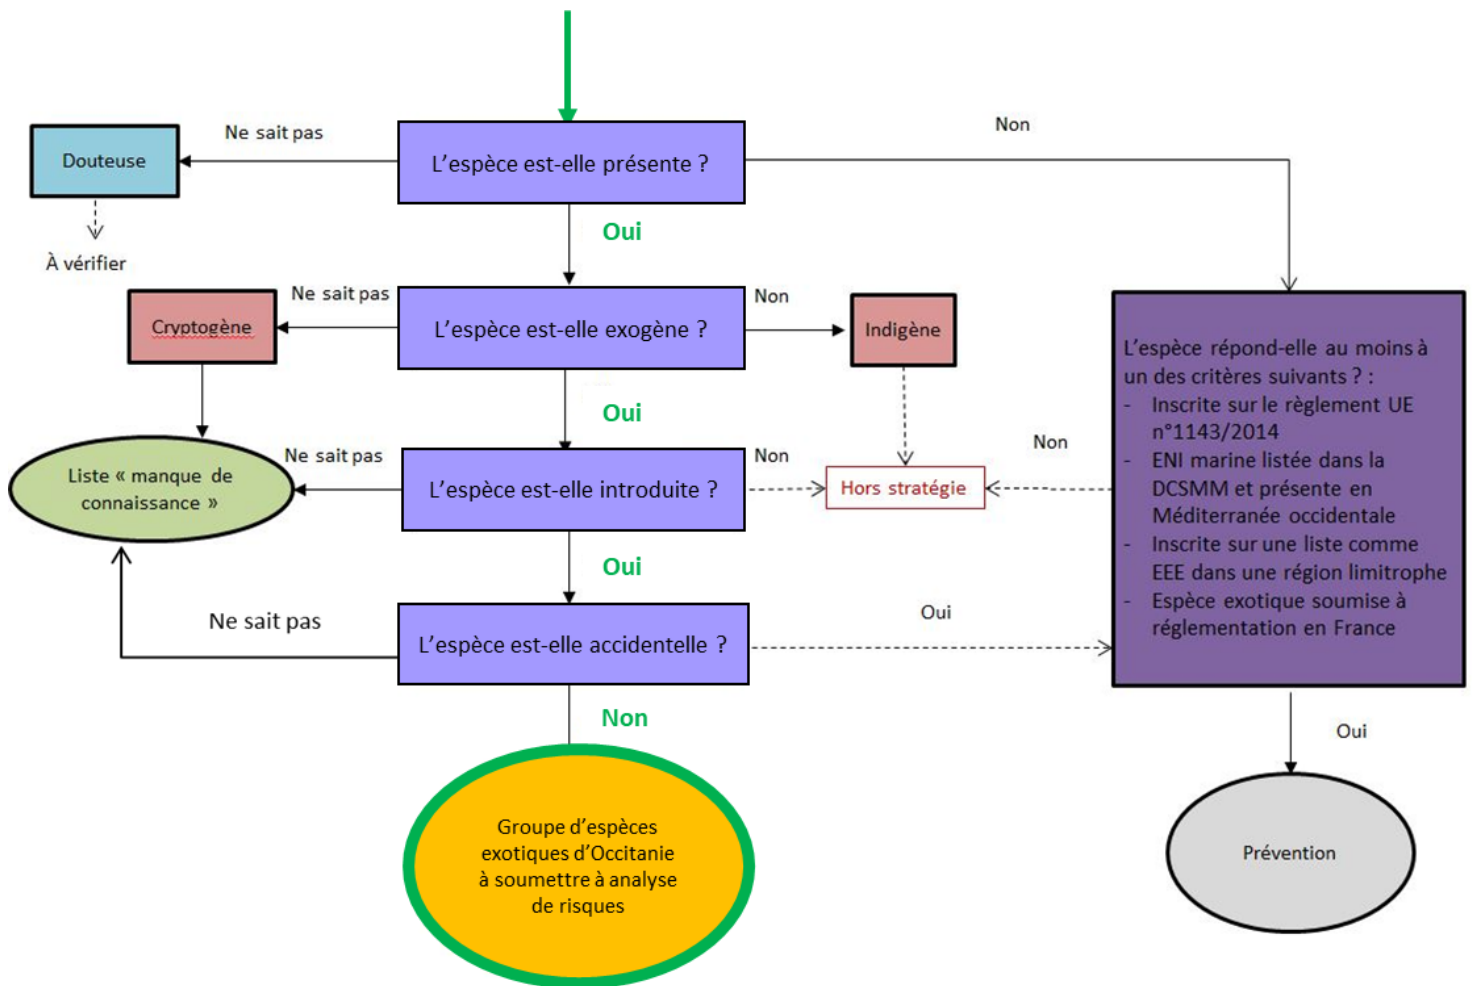 Ne sait pas
Non
Douteuse
L'espèce est-elle présente ?
Oui
À vérifier
Ne sait pas
Non
Cryptogène
L'espèce est-elle exogène ?
Indigène
L'espèce répond-elle au moins à
un des critères suivants ? :
- Inscrite sur le règlement UE
n°1143/2014
- ENI marine listée dans la
DCSMM et présente en
Méditerranée occidentale
- Inscrite sur une liste comme
EEE dans une région limitrophe
- Espèce exotique soumise à
réglementation en France
Oui
Ne sait pas
Non
Non
Liste « manque de
connaissance »
L'espèce est-elle introduite ?
Hors stratégie
Oui
Ne sait pas
Oui
L'espèce est-elle accidentelle ?
Non
Oui
Groupe d'espèces
exotiques d'Occitanie
à soumettre à analyse
de risques
Prévention